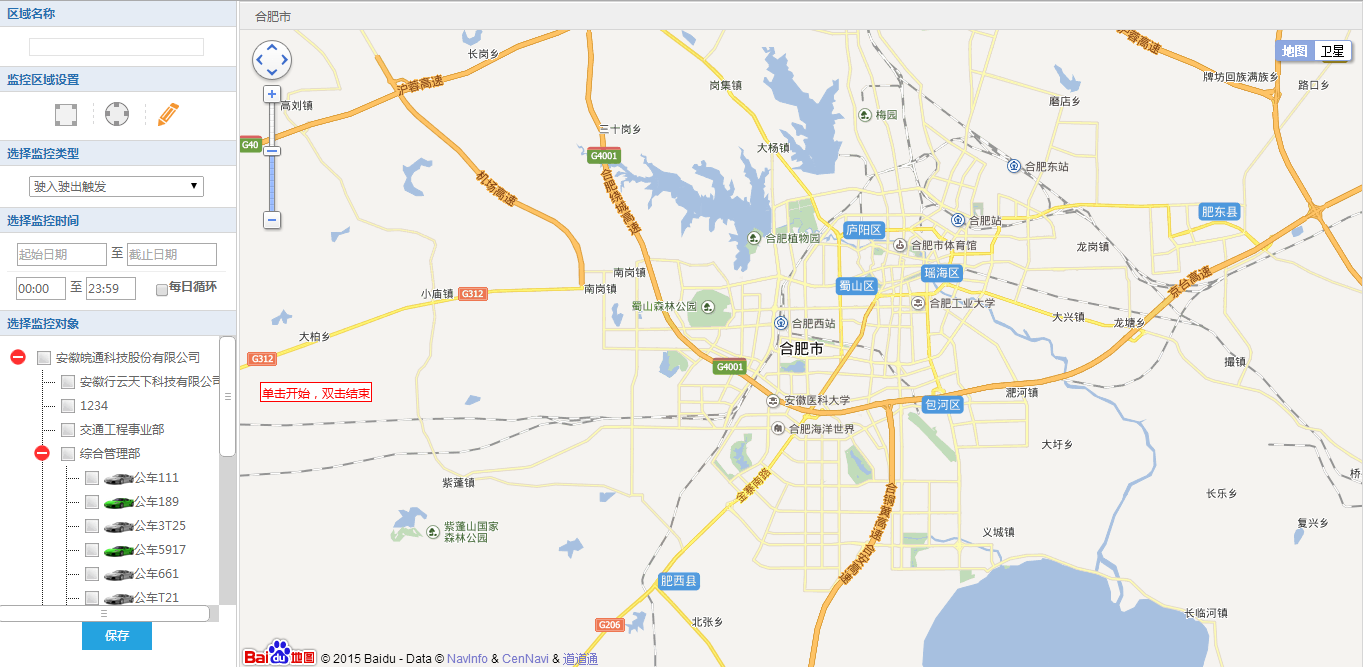 区域名称
监控区域设置
选择监控类型
驶入驶出触发
选择监控时间
起始日期 至 截止日期
00:00 至 23:59 每日循环
选择监控对象
安徽皖通科技股份有限公司
安徽行云天下科技有限公司
1234
交通工程事业部
综合管理部
公车111
公车189
公车3T25
公车5917
公车661
公车T21
保存
合肥市
地图 卫星
长岗乡
沪蓉高速
岗集镇
沪蓉高速
牌坊回族满族乡
路口乡
磨店乡
高刘镇
梅园
三十岗乡
G40
大杨镇
G4001
合肥东站
机场高速
合肥绕城高速
肥东县
合肥站
庐阳区
合肥植物园
合肥市体育馆
龙岗镇
南岗镇
瑶海区
京台高速
南岗镇
蜀山区
小庙镇
G312
蜀山森林公园
合肥工业大学
大兴镇
龙塘乡
合肥西站
大柏乡
合肥市
G312
撮镇
G4001
单击开始，双击结束
淝河镇
安徽医科大学
包河区
合肥海洋世界
大圩乡
金寨南路
桥
紫蓬镇
合铜黄高速
长乐乡
紫蓬山国家
森林公园
复兴乡
义城镇
合安高速
肥西县
长临河镇
G206
北张乡
Baidu地图 © 2015 Baidu - Data © NavInfo & CenNavi & 道道通